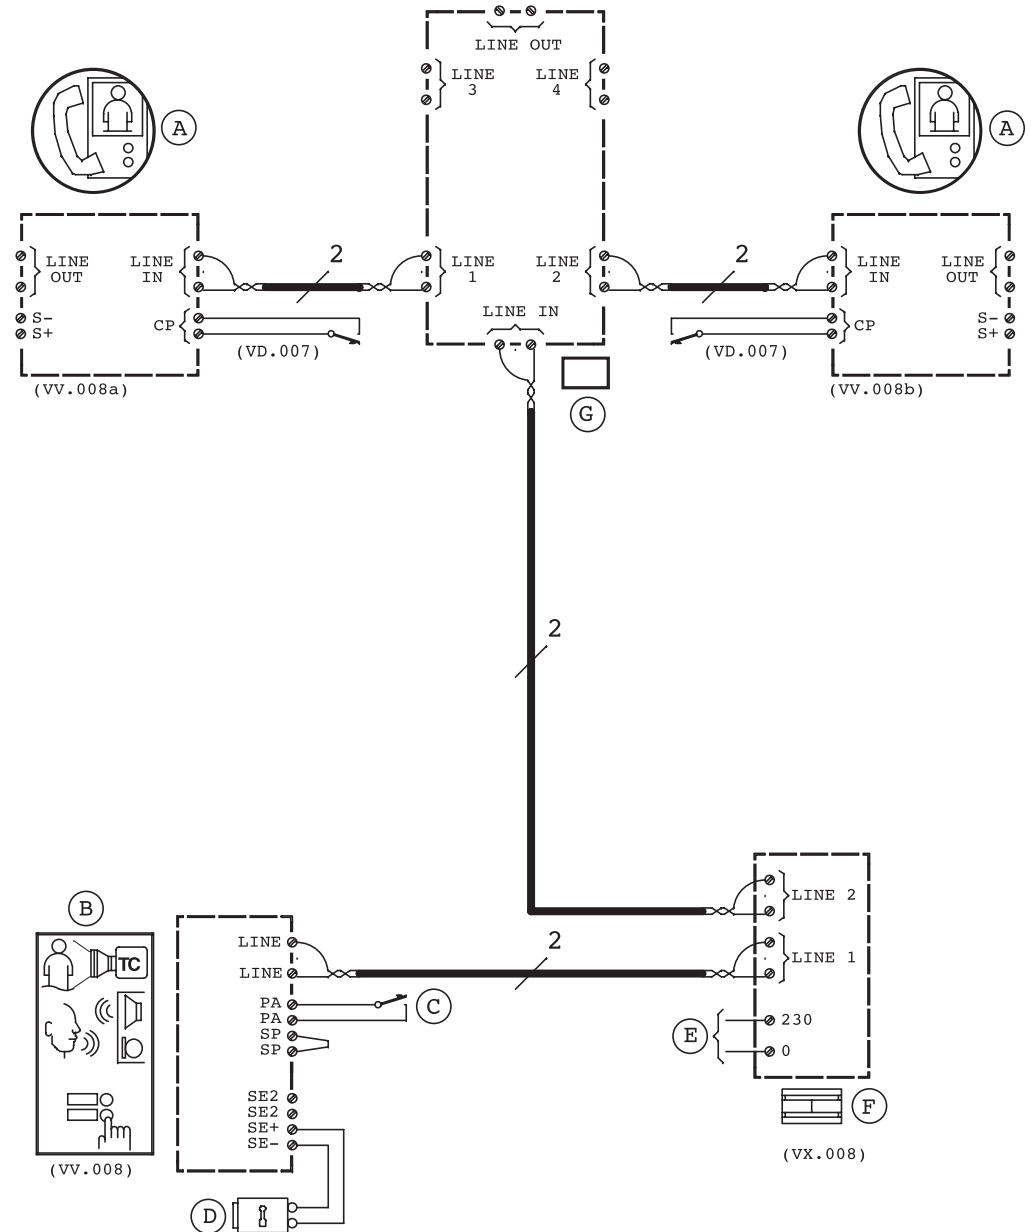 LINE OUT
LINE
3
LINE
4
A
A
LINE
OUT
LINE
IN
2
LINE
1
LINE
2
2
LINE
IN
LINE
OUT
S-
S+
CP
LINE IN
CP
S-
S+
(VD.007)
(VD.007)
(VV.008a)
(VV.008b)
G
2
B
LINE 2
TC
LINE
LINE
2
LINE 1
PA
PA
C
SP
SP
E
230
0
SE2
SE2
SE+
SE-
F
(VV.008)
(VX.008)
D